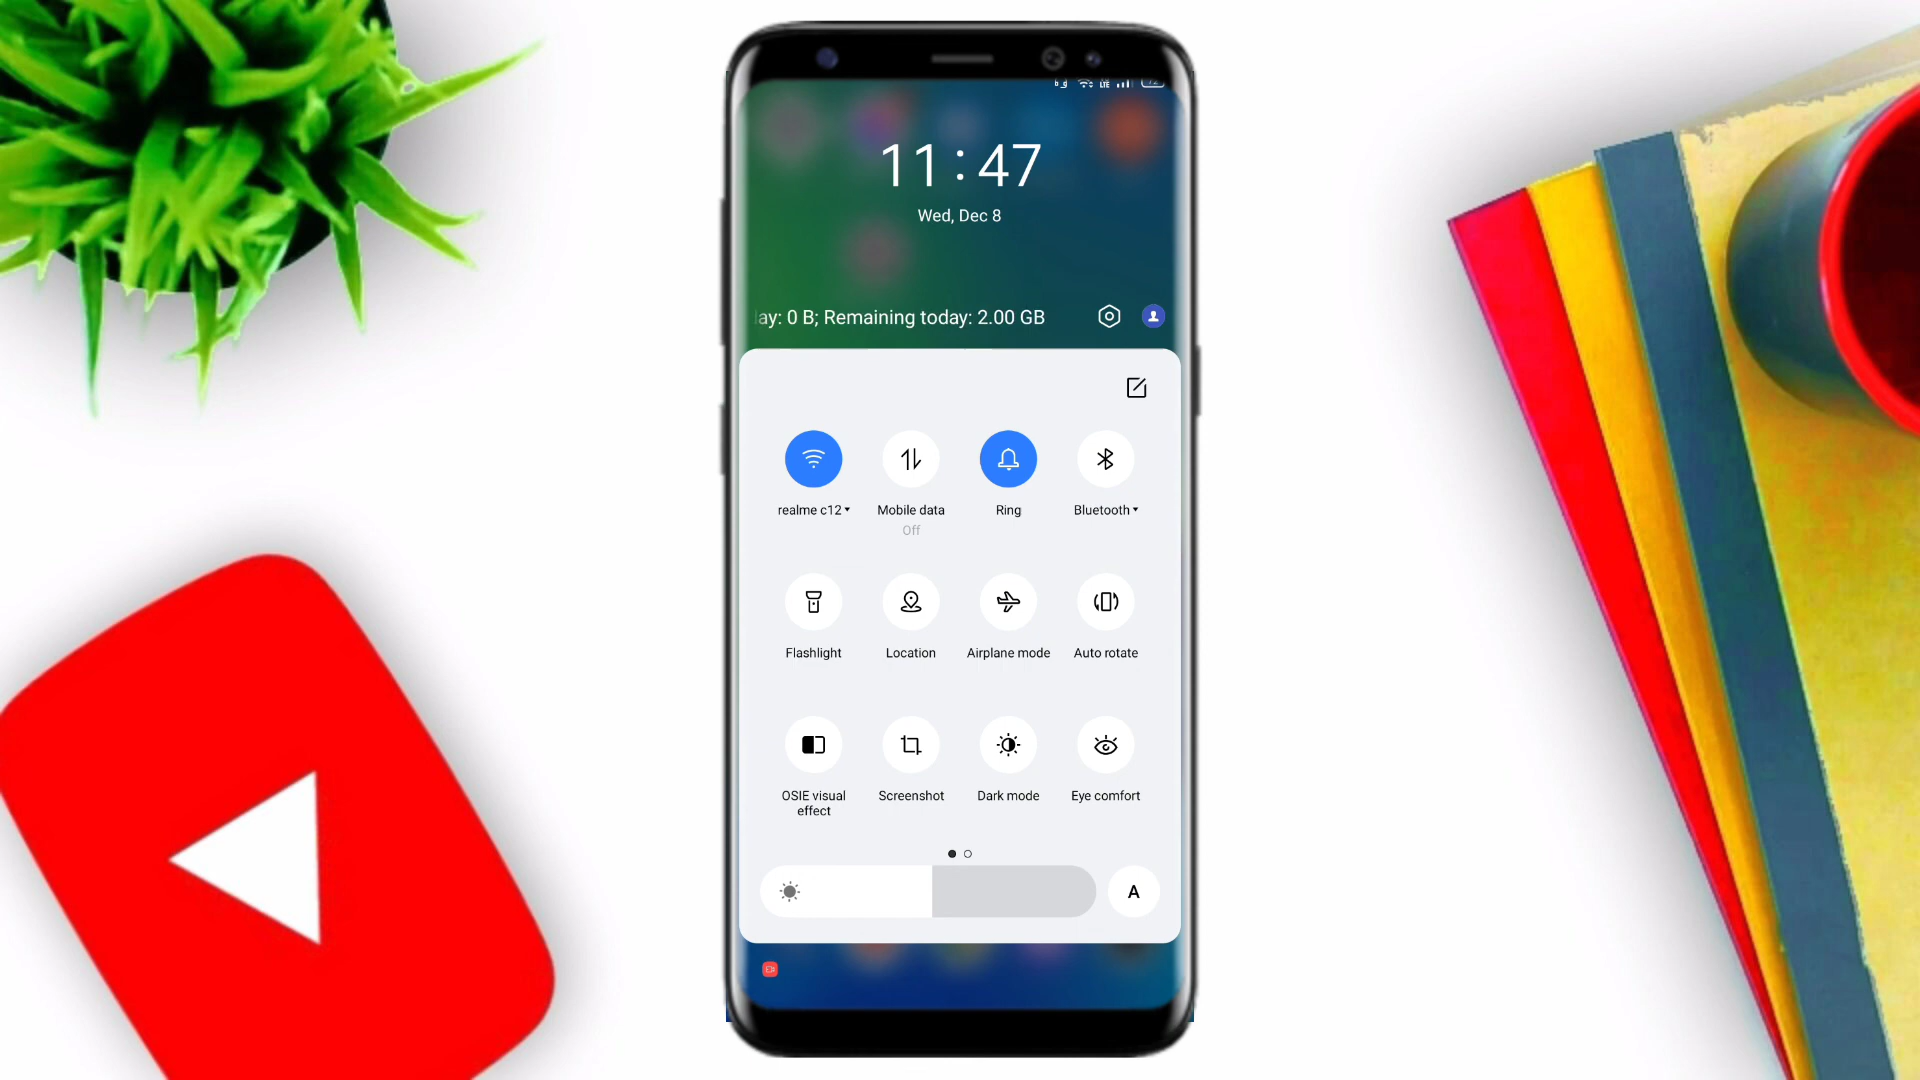 LTE
11:47
Wed, Dec 8
ay: 0 B; Remaining today: 2.00 GB
realme c12 Mobile data Ring Bluetooth
Off
Flashlight Location Airplane mode Auto rotate
OSIE visual effect Screenshot Dark mode Eye comfort
A